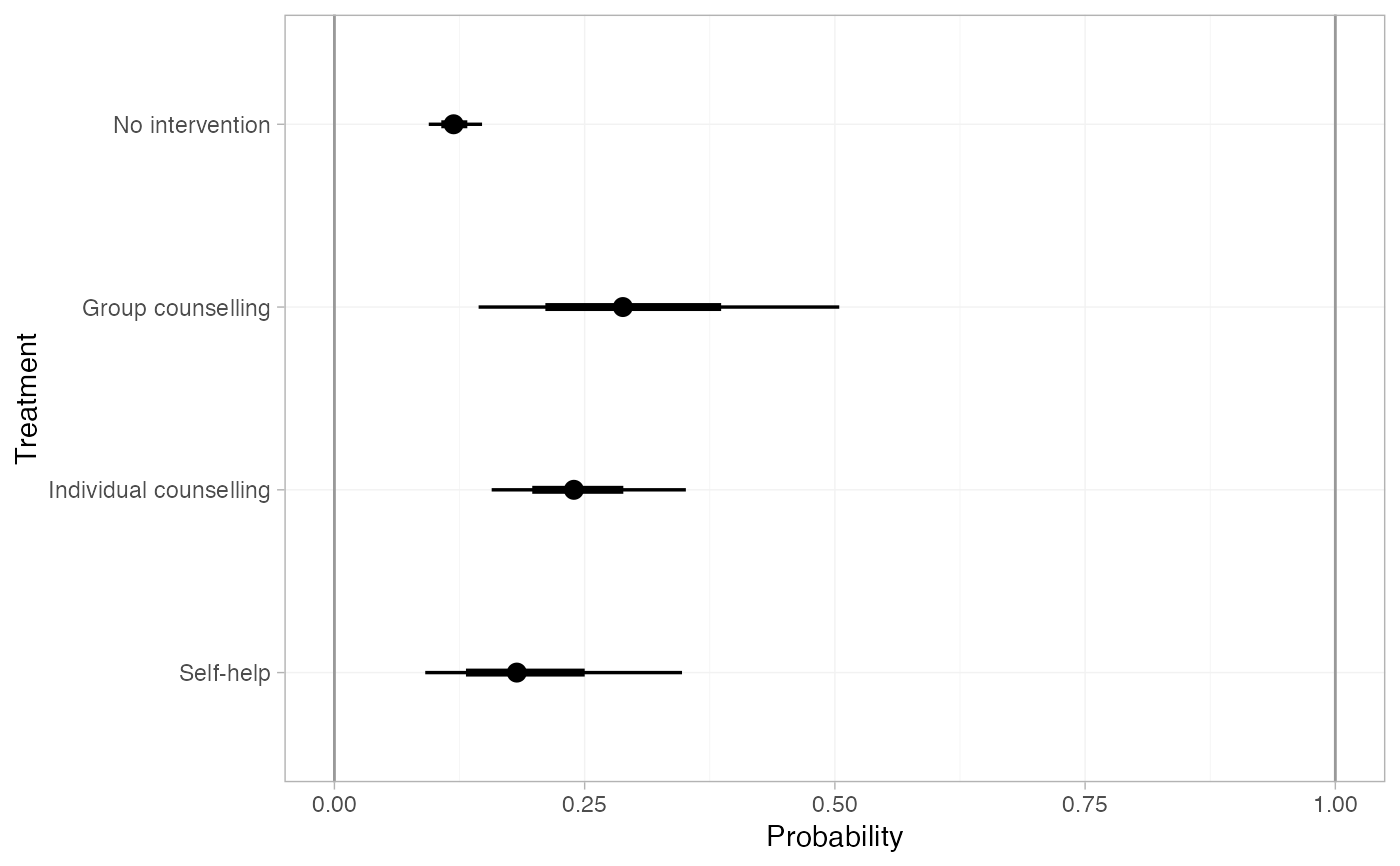 No intervention
Group counselling
Individual counselling
Self-help
Treatment
0.00 0.25 0.50 0.75 1.00
Probability